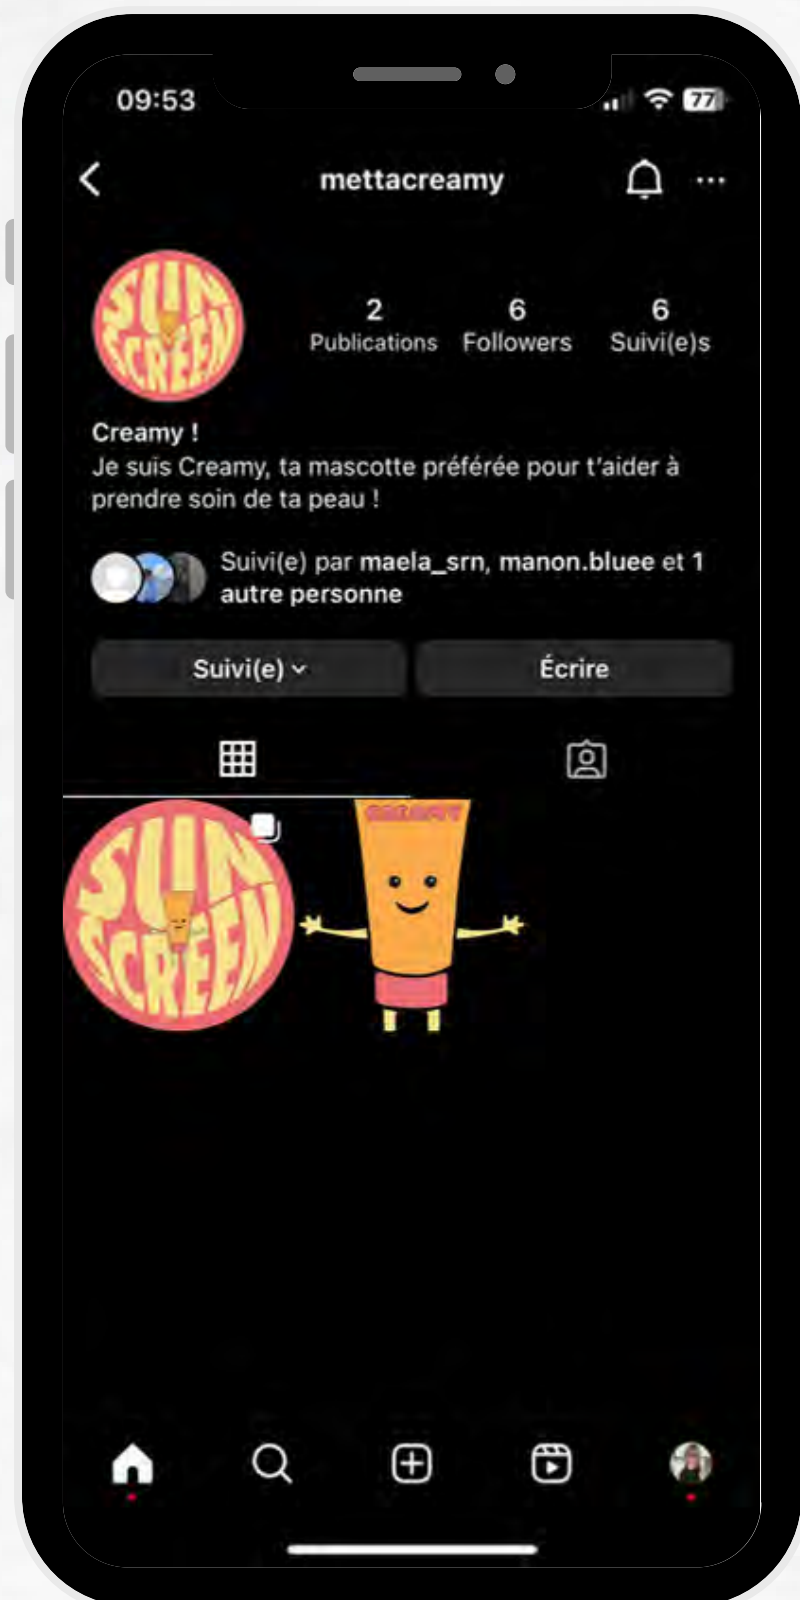 09:53
77
mettacreamy
SUN
SCREEN
2
6
6
Publications
Followers
Suivi(e)s
Creamy !
Je suis Creamy, ta mascotte préférée pour t'aider à
prendre soin de ta peau !
Suivi(e) par maela_srn, manon.bluee et 1
autre personne
Suivi(e)
Écrire
SUN
SCREEN
CREAMY